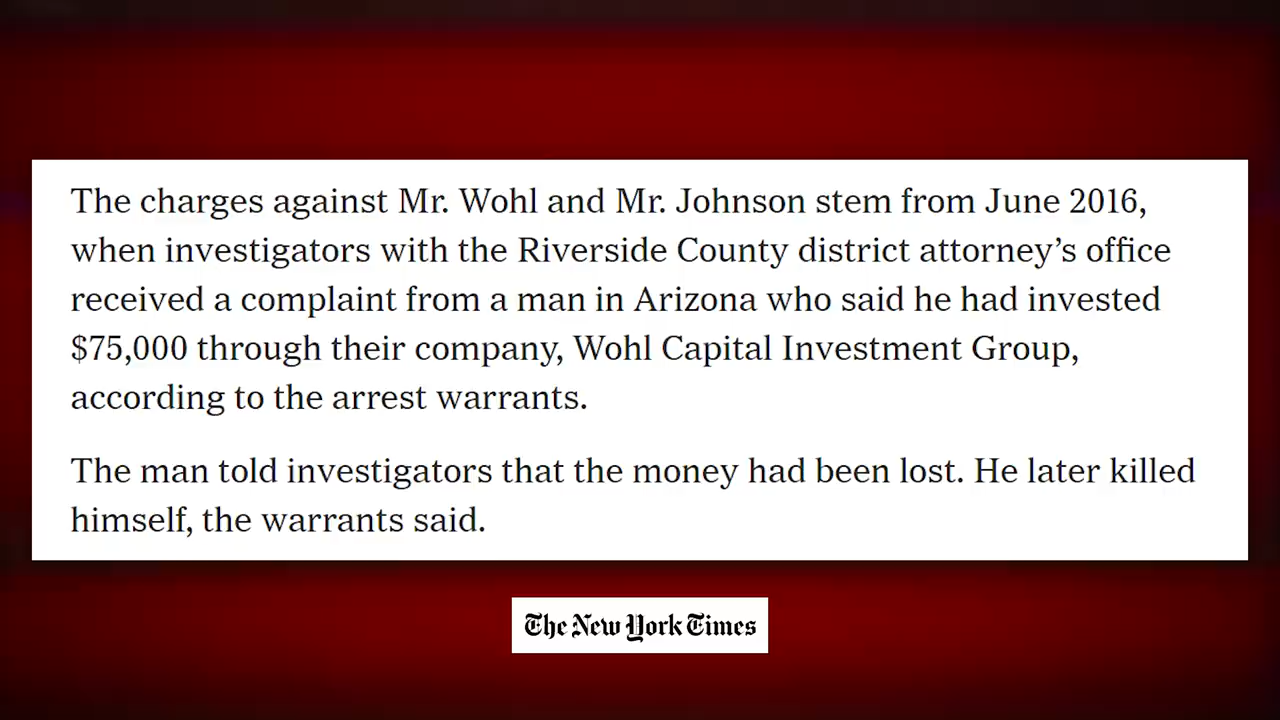 The charges against Mr. Wohl and Mr. Johnson stem from June 2016,
when investigators with the Riverside County district attorney’s office
received a complaint from a man in Arizona who said he had invested
$75,000 through their company, Wohl Capital Investment Group,
according to the arrest warrants.
The man told investigators that the money had been lost. He later killed
himself, the warrants said.
The New York Times